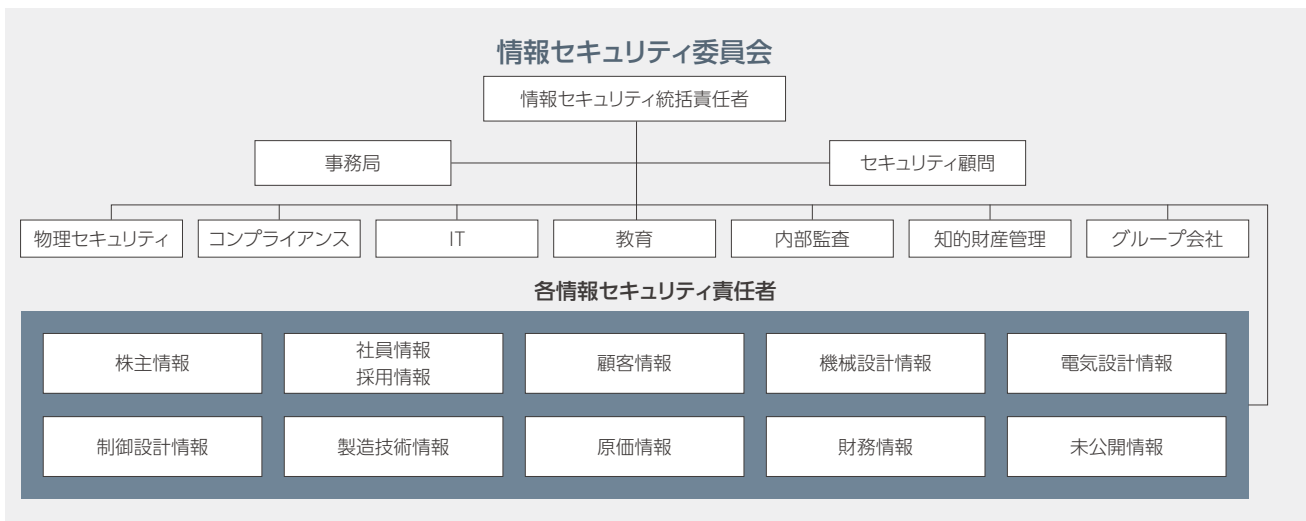 情報セキュリティ委員会
情報セキュリティ統括責任者
事務局
セキュリティ顧問
物理セキュリティ
コンプライアンス
IT
教育
内部監査
知的財産管理
グループ会社
各情報セキュリティ責任者
株主情報
社員情報
採用情報
顧客情報
機械設計情報
電気設計情報
制御設計情報
製造技術情報
原価情報
財務情報
未公開情報